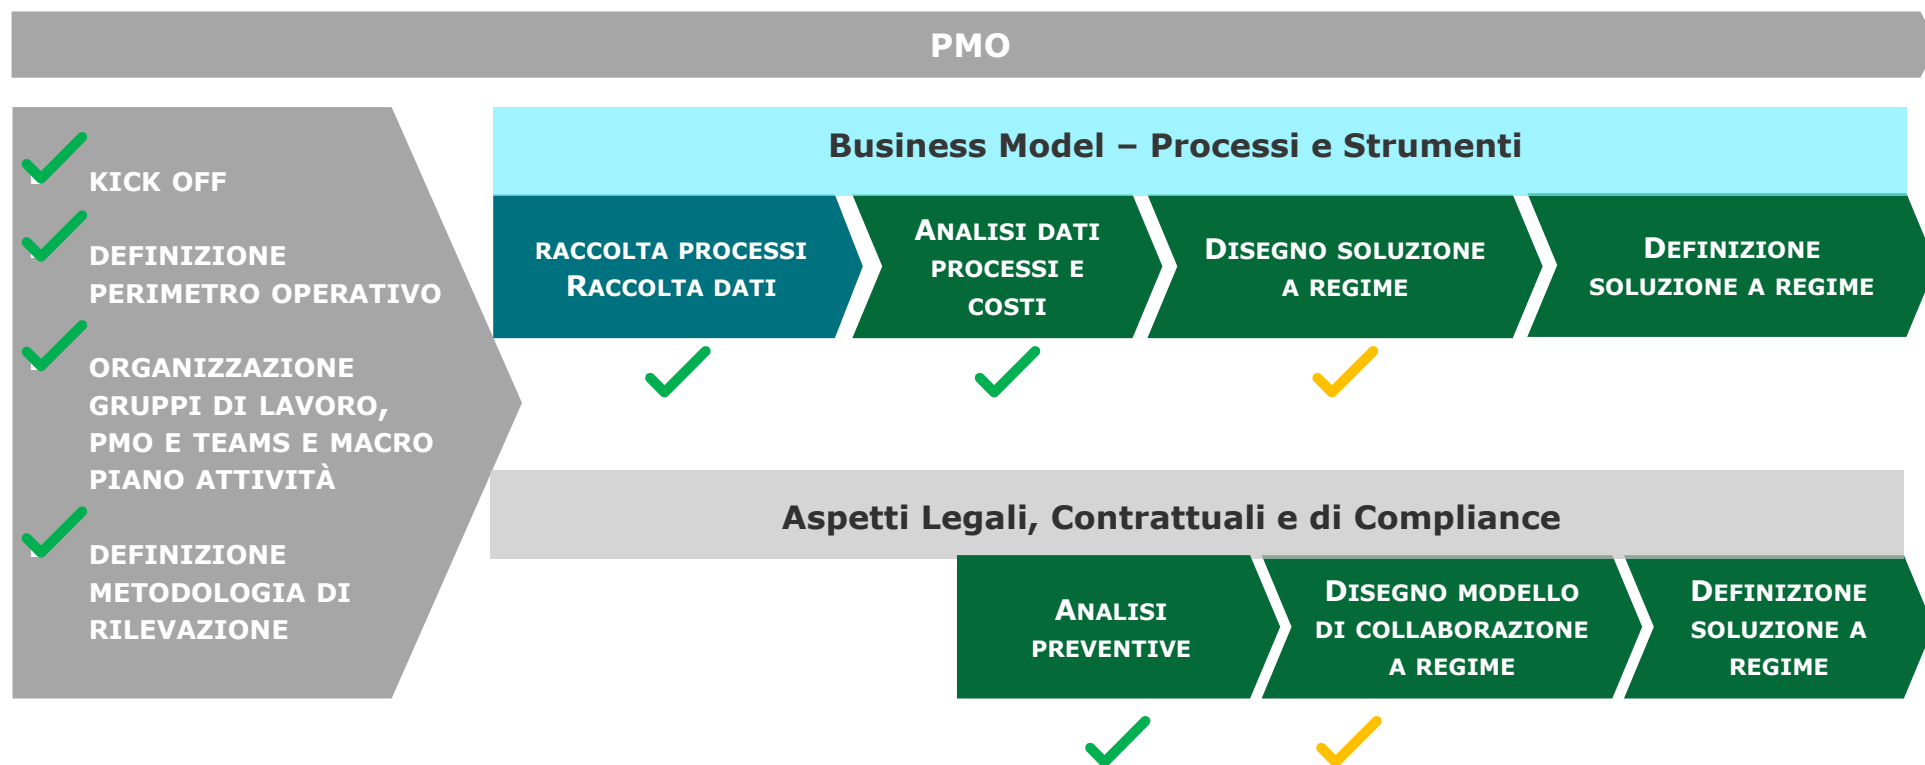 PMO
KICK OFF
DEFINIZIONE
PERIMETRO OPERATIVO
ORGANIZZAZIONE
GRUPPI DI LAVORO,
PMO E TEAMS E MACRO
PIANO ATTIVITÀ
DEFINIZIONE
METODOLOGIA DI
RILEVAZIONE
Business Model – Processi e Strumenti
RACCOLTA PROCESSI
RACCOLTA DATI
ANALISI DATI
PROCESSI E
COSTI
DISEGNO SOLUZIONE
A REGIME
DEFINIZIONE
SOLUZIONE A REGIME
Aspetti Legali, Contrattuali e di Compliance
ANALISI
PREVENTIVE
DISEGNO MODELLO
DI COLLABORAZIONE
A REGIME
DEFINIZIONE
SOLUZIONE A
REGIME